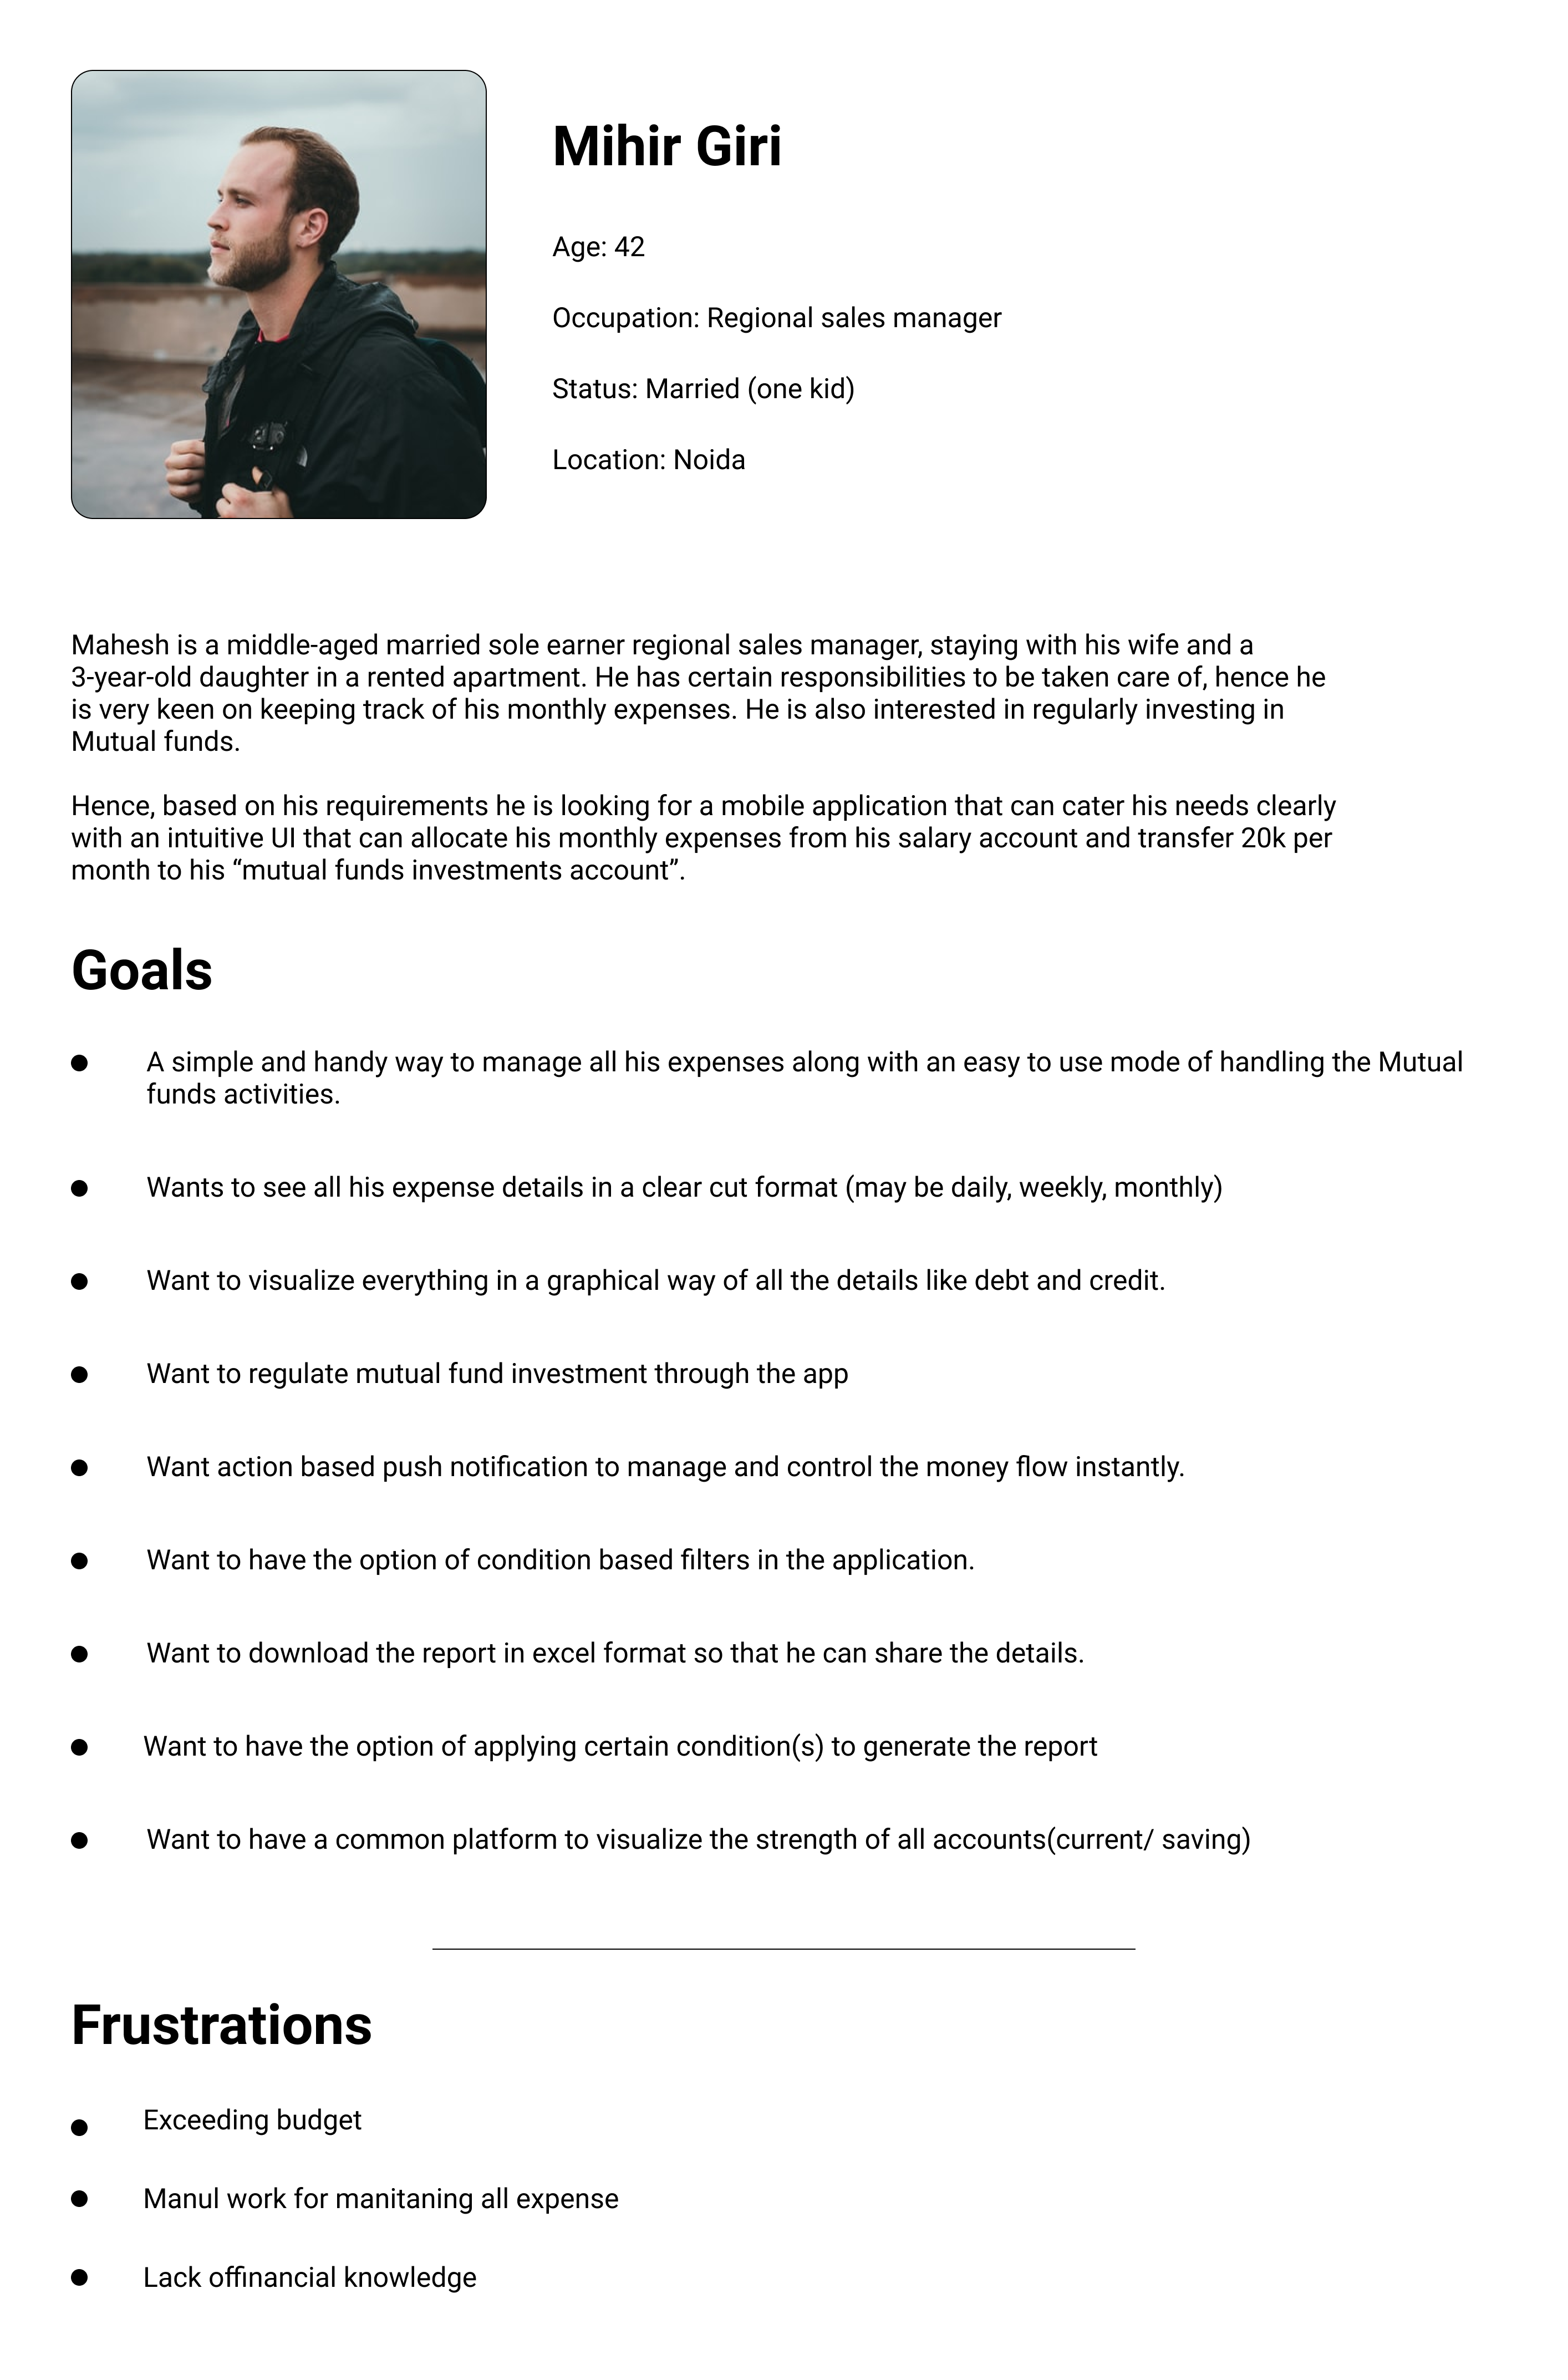 Mihir Giri
Age: 42
Occupation: Regional sales manager
Status: Married (one kid)
Location: Noida
Mahesh is a middle-aged married sole earner regional sales manager, staying with his wife and a
3-year-old daughter in a rented apartment. He has certain responsibilities to be taken care of, hence he
is very keen on keeping track of his monthly expenses. He is also interested in regularly investing in
Mutual funds.
Hence, based on his requirements he is looking for a mobile application that can cater his needs clearly
with an intuitive UI that can allocate his monthly expenses from his salary account and transfer 20k per
month to his “mutual funds investments account”.
Goals
● A simple and handy way to manage all his expenses along with an easy to use mode of handling the Mutual
funds activities.
● Wants to see all his expense details in a clear cut format (may be daily, weekly, monthly)
● Want to visualize everything in a graphical way of all the details like debt and credit.
● Want to regulate mutual fund investment through the app
● Want action based push notification to manage and control the money flow instantly.
● Want to have the option of condition based filters in the application.
● Want to download the report in excel format so that he can share the details.
● Want to have the option of applying certain condition(s) to generate the report
● Want to have a common platform to visualize the strength of all accounts(current/ saving)
Frustrations
● Exceeding budget
● Manul work for manitaning all expense
● Lack offinancial knowledge